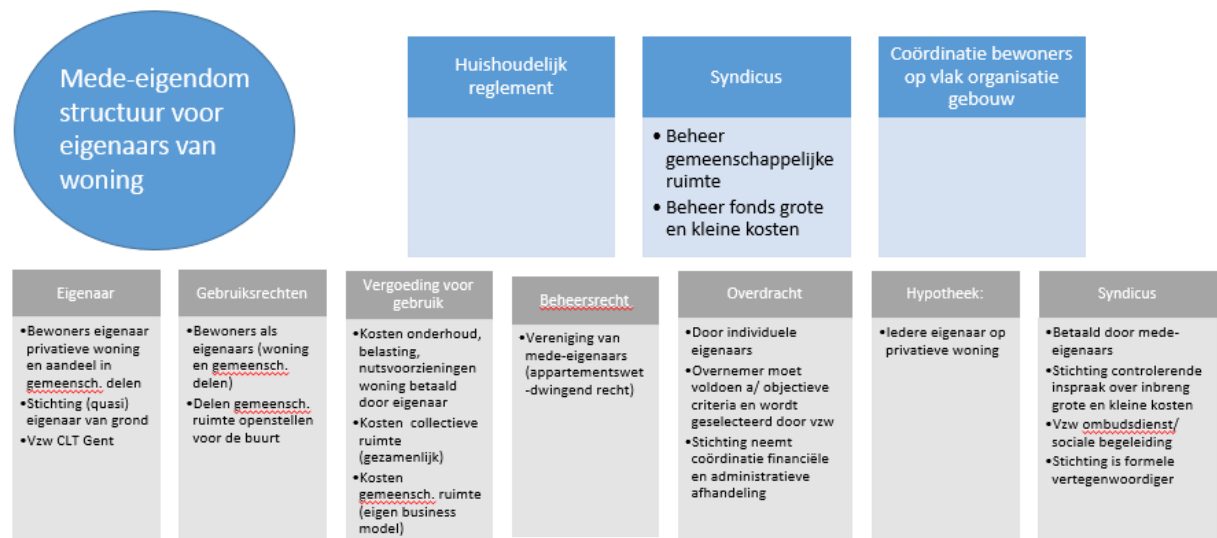 Mede-eigendom
structuur voor
eigenaars van
woning
Huishoudelijk
reglement
Syndicus
• Beheer
gemeenschappelijke
ruimte
• Beheer fonds grote
en kleine kosten
Coördinatie bewoners
op vlak organisatie
gebouw
Eigenaar
•Bewoners eigenaar
privatieve woning
en aandeel in
gemeensch. delen
•Stichting (quasi)
eigenaar van grond
•Vzw CLT Gent
Gebruiksrechten
•Bewoners als
eigenaars (woning
en gemeensch.
delen)
•Delen gemeensch.
ruimte openstellen
voor de buurt
Vergoeding voor
gebruik
•Kosten onderhoud,
belasting,
nutsvoorzieningen
woning betaald
door eigenaar
•Kosten collectieve
ruimte
(gezamenlijk)
•Kosten
gemeensch. ruimte
(eigen business
model)
Beheersrecht
•Vereniging van
mede-eigenaars
(appartementswet
-dwingend recht)
Overdracht
•Door individuele
eigenaars
•Overnemer moet
voldoen a/ objectieve
criteria en wordt
geselecteerd door vzw
•Stichting neemt
coördinatie financiële
en administratieve
afhandeling
Hypotheek:
•Iedere eigenaar op
privatieve woning
Syndicus
•Betaald door mede-
eigenaars
•Stichting controlerende
inspraak over inbreng
grote en kleine kosten
•Vzw ombudsdienst/
sociale begeleiding
•Stichting is formele
vertegenwoordiger